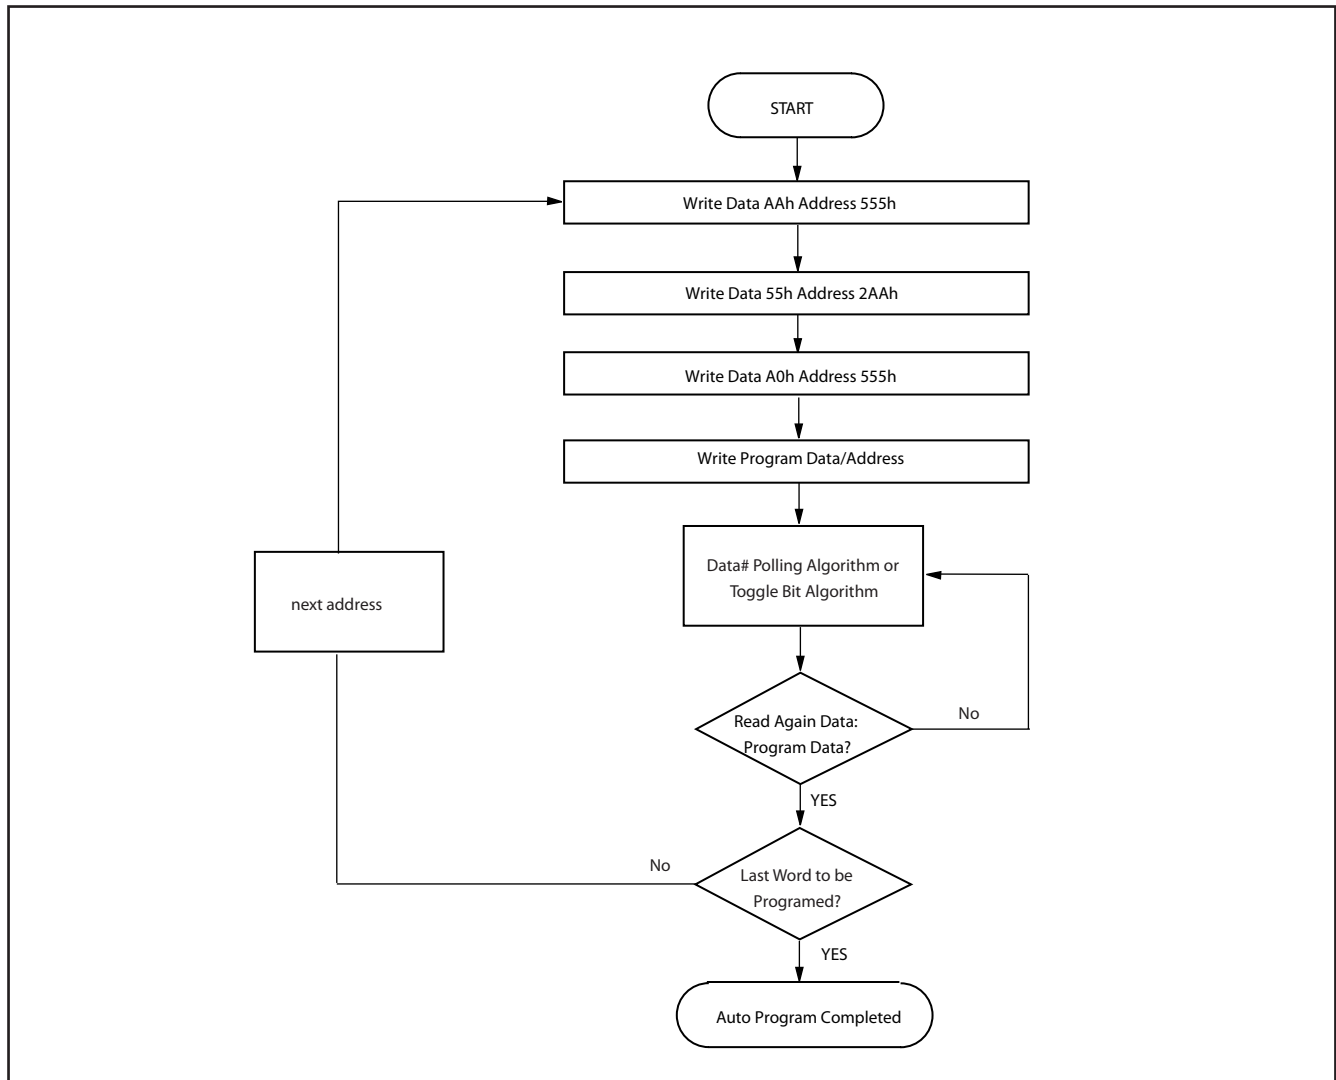 START
Write Data AAh Address 555h
Write Data 55h Address 2AAh
Write Data A0h Address 555h
Write Program Data/Address
Data# Polling Algorithm or
Toggle Bit Algorithm
next address
Read Again Data:
Program Data?
No
YES
No
Last Word to be
Programed?
YES
Auto Program Completed